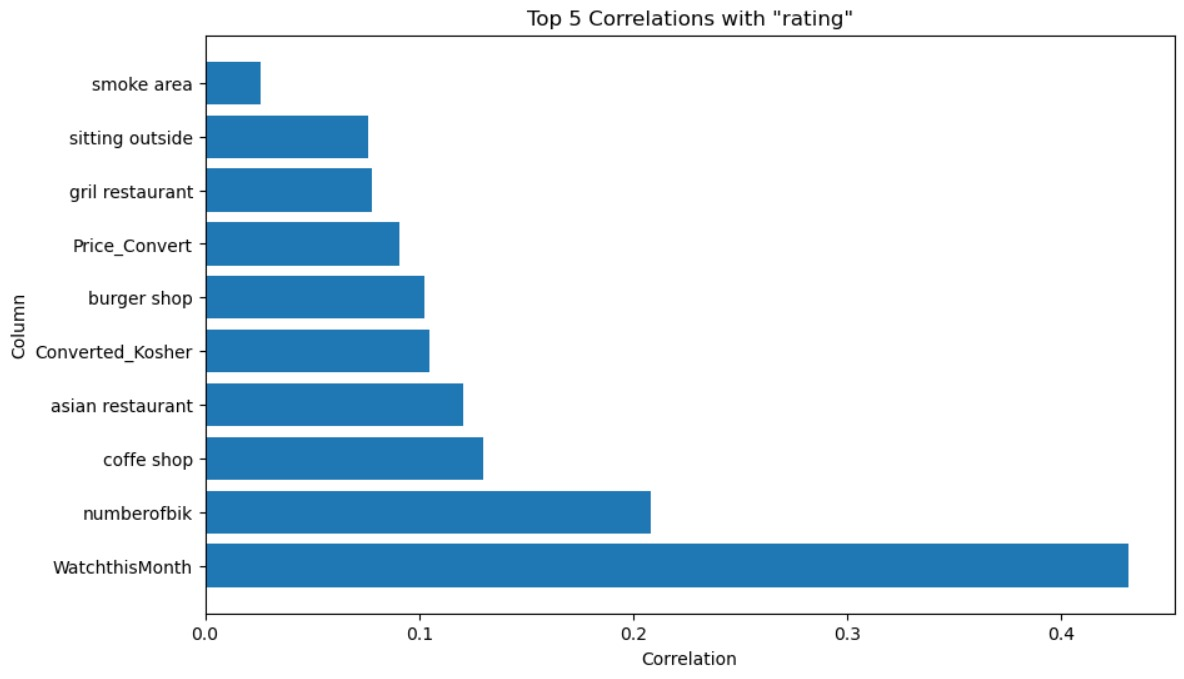 Top 5 Correlations with "rating"
smoke area
sitting outside
gril restaurant
Price_Convert
burger shop
Column
Converted_Kosher
asian restaurant
coffe shop
numberofbik
WatchthisMonth
0.0 0.1 0.2 0.3 0.4
Correlation